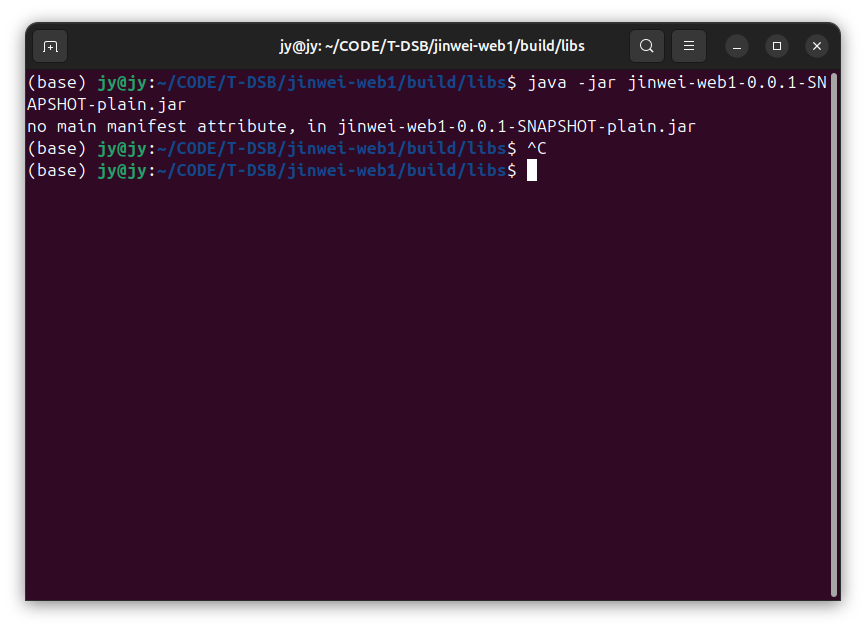 jy@jy: ~/CODE/T-DSB/jinwei-web1/build/libs
(base) jy@jy:~/CODE/T-DSB/jinwei-web1/build/libs$ java -jar jinwei-web1-0.0.1-SN
APSHOT-plain.jar
no main manifest attribute, in jinwei-web1-0.0.1-SNAPSHOT-plain.jar
(base) jy@jy:~/CODE/T-DSB/jinwei-web1/build/libs$ ^C
(base) jy@jy:~/CODE/T-DSB/jinwei-web1/build/libs$